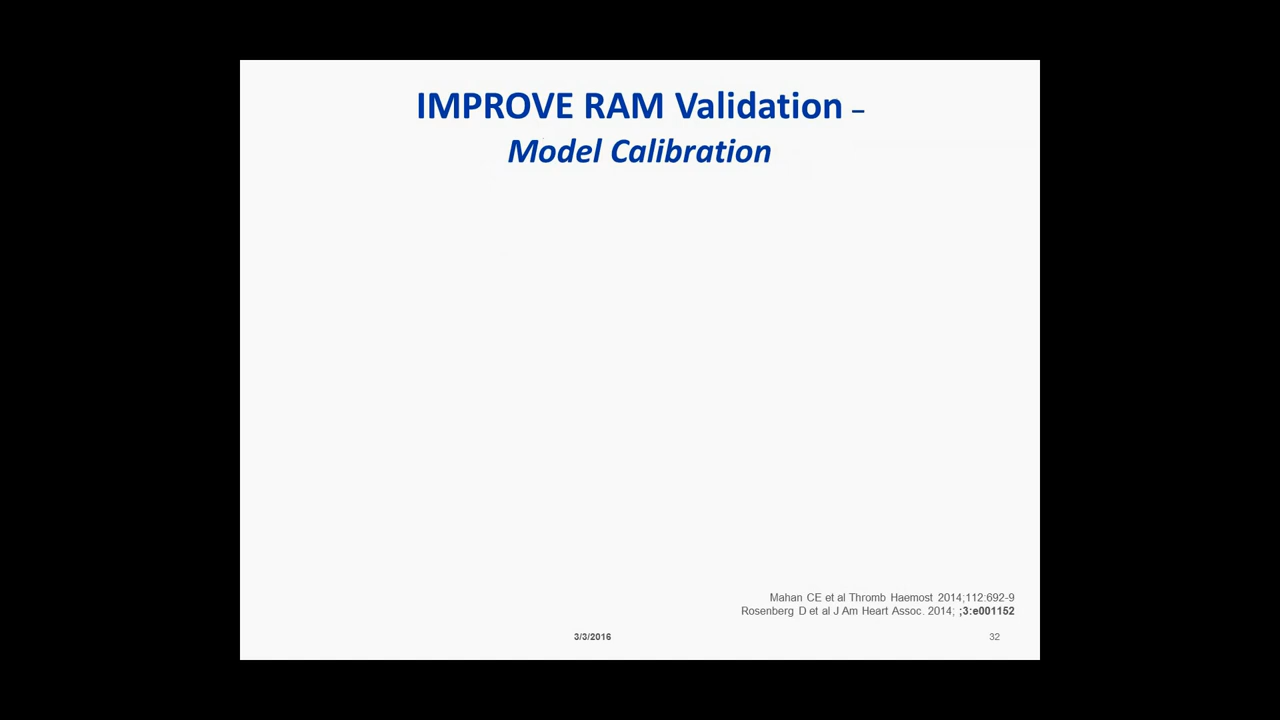 IMPROVE RAM Validation –
Model Calibration
Mahan CE et al Thromb Haemost 2014;112:692-9
Rosenberg D et al J Am Heart Assoc. 2014; ;3:e001152
3/3/2016
32